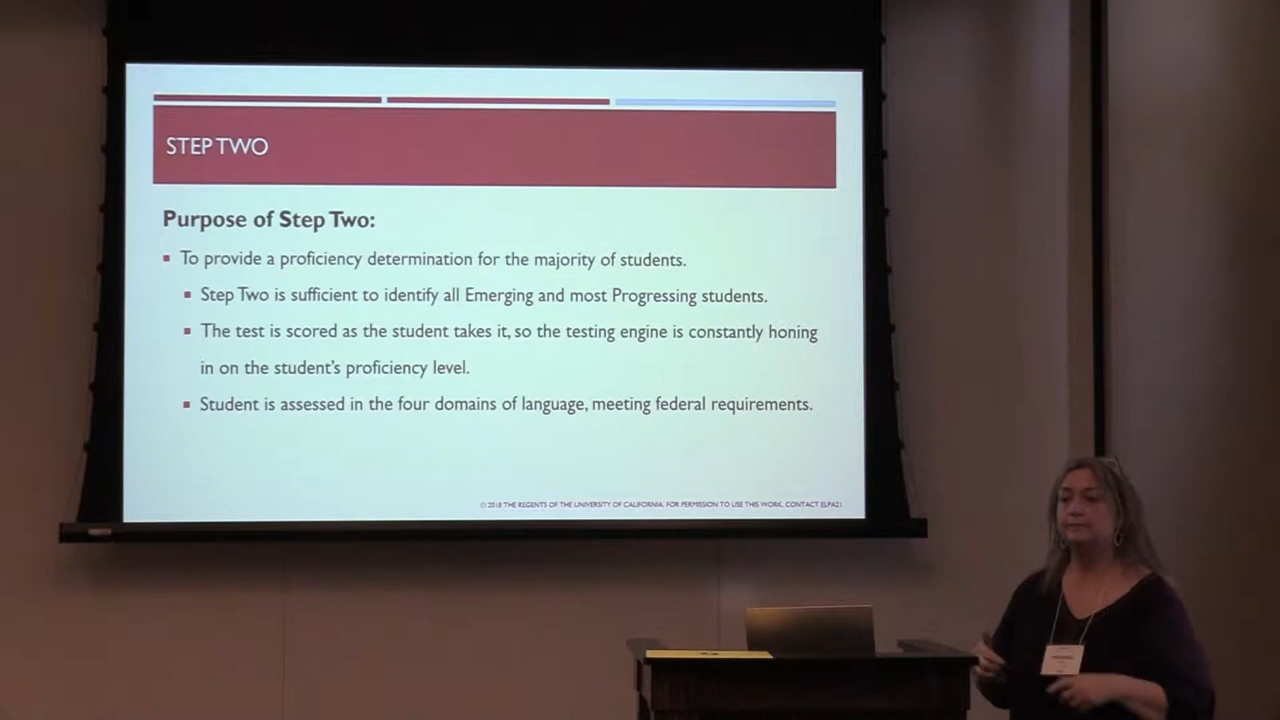 STEP TWO
Purpose of Step Two:
▪ To provide a proficiency determination for the majority of students.
▪ Step Two is sufficient to identify all Emerging and most Progressing students.
▪ The test is scored as the student takes it, so the testing engine is constantly honing
in on the student's proficiency level.
▪ Student is assessed in the four domains of language, meeting federal requirements.
© 2018 THE REGENTS OF THE UNIVERSITY OF CALIFORNIA. FOR PERMISSION TO USE THIS WORK, CONTACT ELPA21